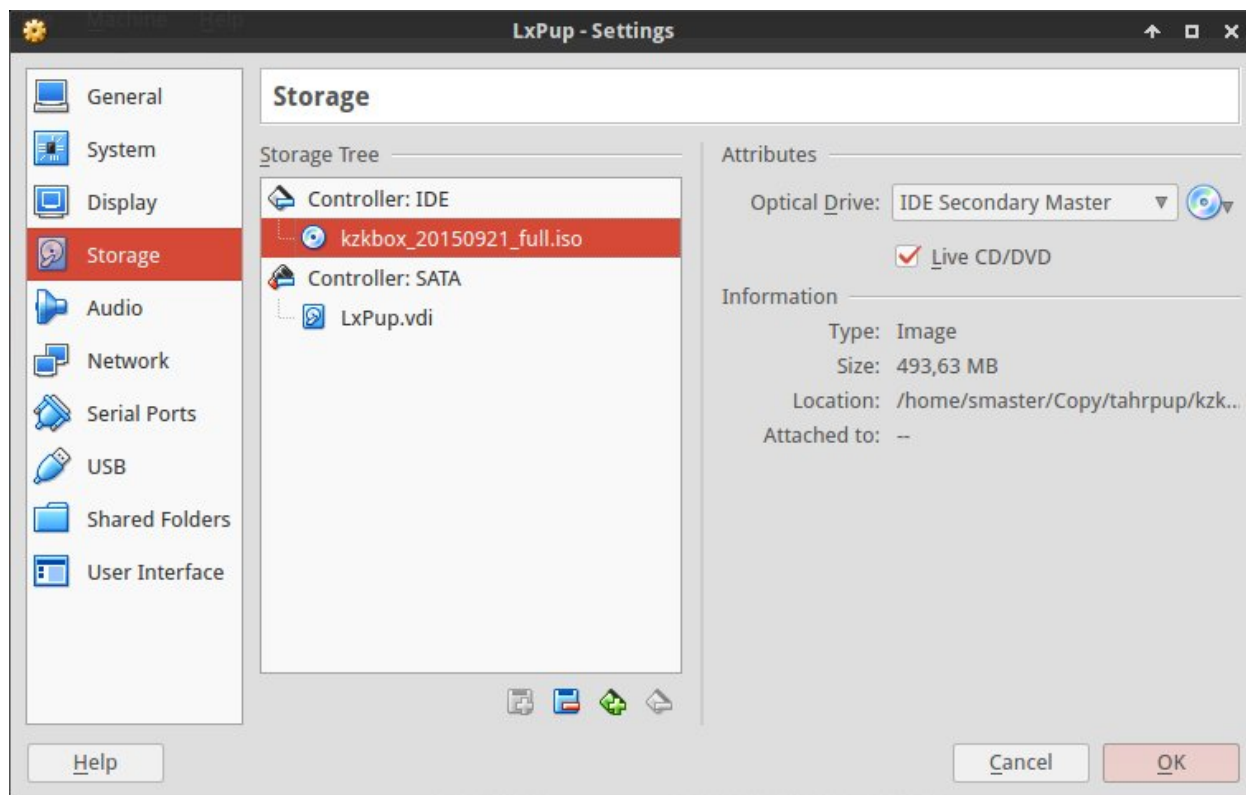 Machine Help
LxPup - Settings
General
System
Display
Storage
Audio
Network
Serial Ports
USB
Shared Folders
User Interface
Storage
Storage Tree
Controller: IDE
kzkbox_20150921_full.iso
Controller: SATA
LxPup.vdi
Attributes
Optical Drive: IDE Secondary Master
Live CD/DVD
Information
Type: Image
Size: 493,63 MB
Location: /home/smaster/Copy/tahrpup/kzk...
Attached to: --
Help
Cancel
OK